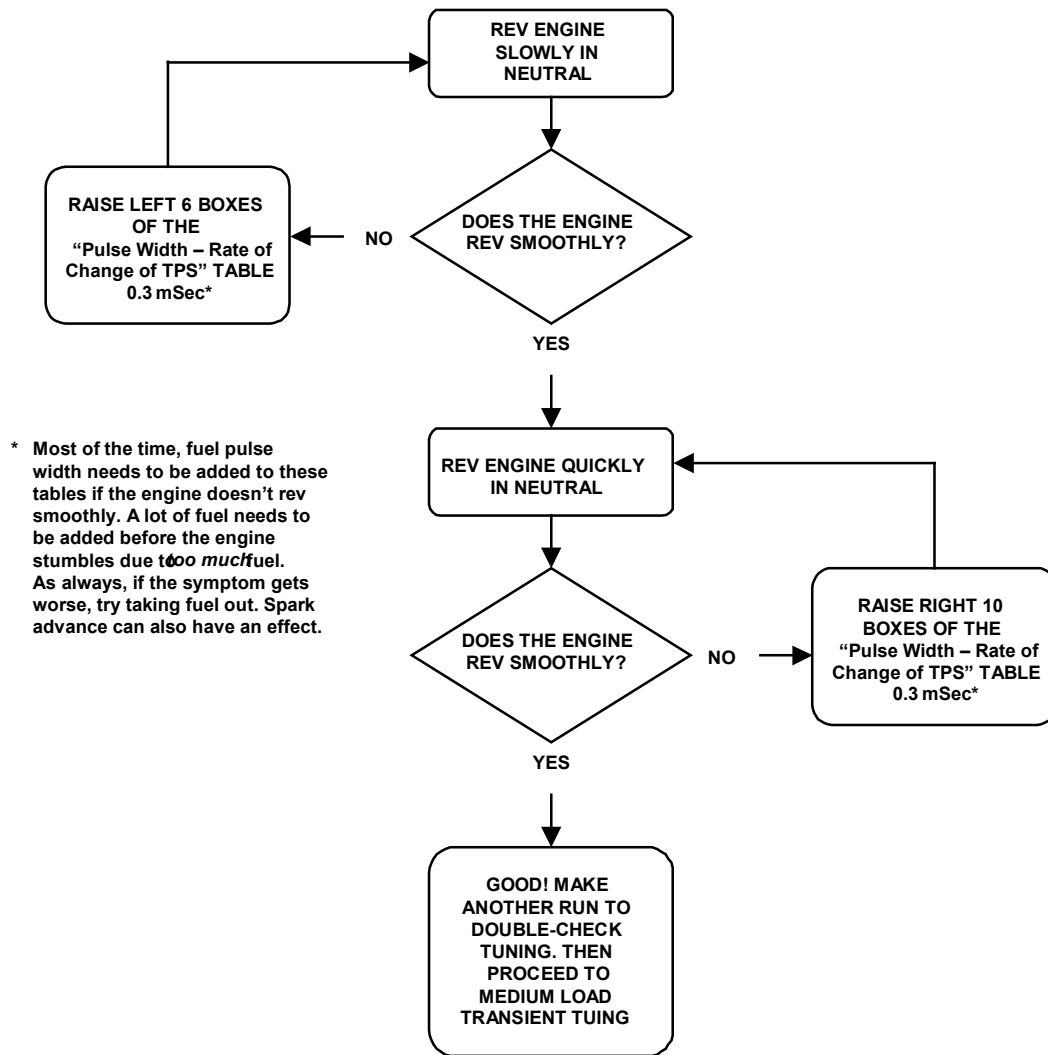 REV ENGINE
SLOWLY IN
NEUTRAL
DOES THE ENGINE
REV SMOOTHLY?
NO
RAISE LEFT 6 BOXES
OF THE
“Pulse Width – Rate of
Change of TPS” TABLE
0.3 mSec*
YES
REV ENGINE QUICKLY
IN NEUTRAL
* Most of the time, fuel pulse
width needs to be added to these
tables if the engine doesn’t rev
smoothly. A lot of fuel needs to
be added before the engine
stumbles due to too much fuel.
As always, if the symptom gets
worse, try taking fuel out. Spark
advance can also have an effect.
DOES THE ENGINE
REV SMOOTHLY?
NO
RAISE RIGHT 10
BOXES OF THE
“Pulse Width – Rate of
Change of TPS” TABLE
0.3 mSec*
YES
GOOD! MAKE
ANOTHER RUN TO
DOUBLE-CHECK
TUNING. THEN
PROCEED TO
MEDIUM LOAD
TRANSIENT TUING